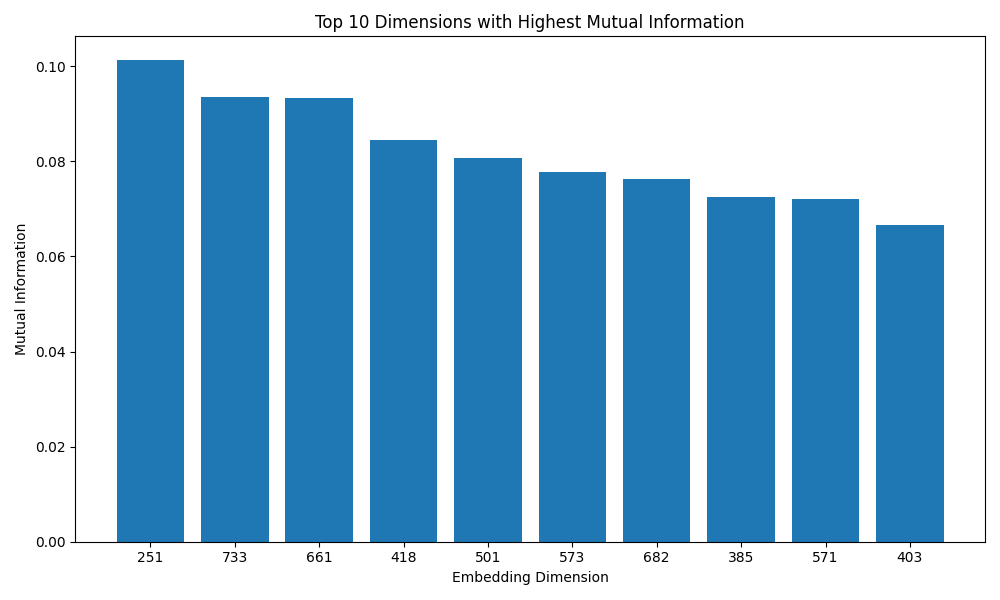 Top 10 Dimensions with Highest Mutual Information
Mutual Information
0.10
0.08
0.06
0.04
0.02
0.00
251 733 661 418 501 573 682 385 571 403
Embedding Dimension